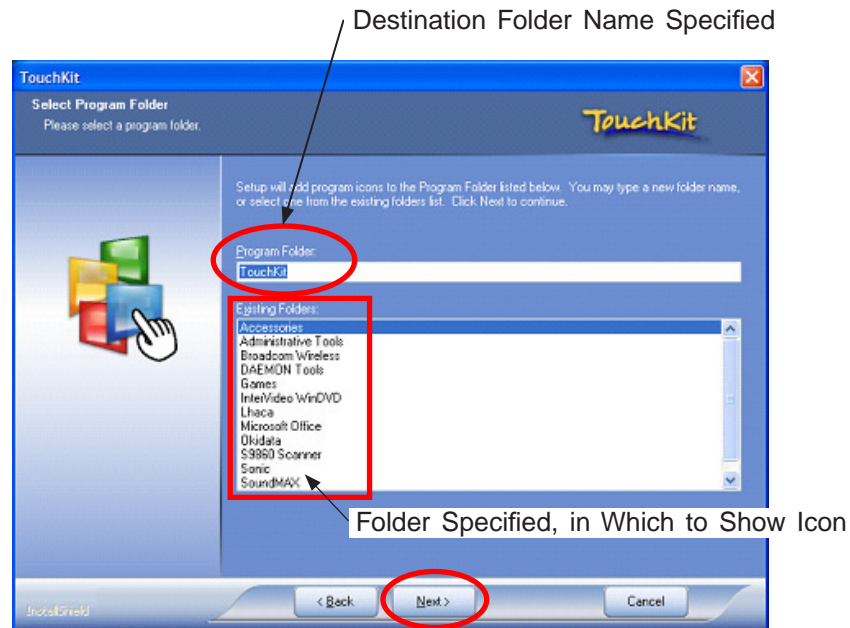 Destination Folder Name Specified
TouchKit
Select Program Folder
Please select a program folder.
TouchKit
Setup will add program icons to the Program Folder listed below. You may type a new folder name,
or select one from the existing folders list. Click Next to continue.
Program Folder:
TouchKit
Existing Folders:
Accessories
Administrative Tools
Broadcom Wireless
DAEMON Tools
Games
InterVideo WinDVD
Lhaca
Microsoft Office
Okidata
S9860 Scanner
Sonic
SoundMAX
Folder Specified, in Which to Show Icon
InstallShield
< Back
Next >
Cancel